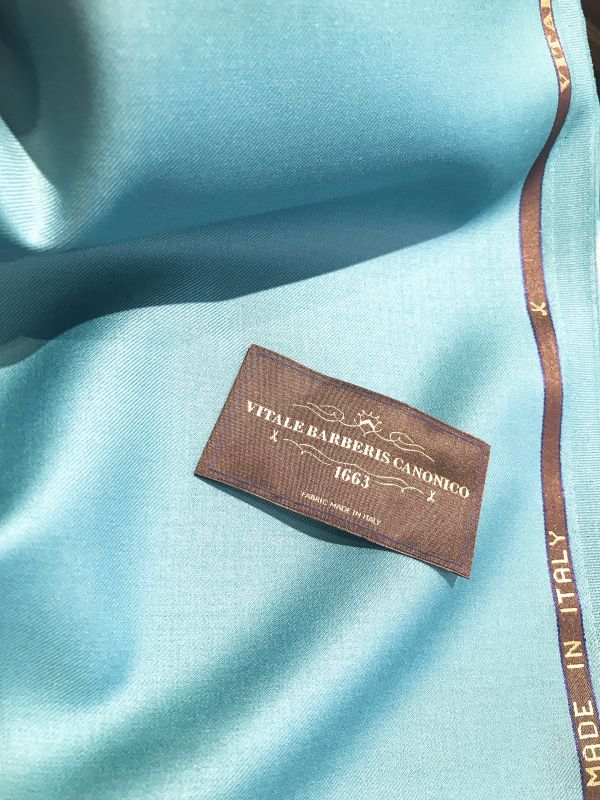 VITALE BARBERIS CANONICO
1663
FABRIC MADE IN ITALY
MADE IN ITALY